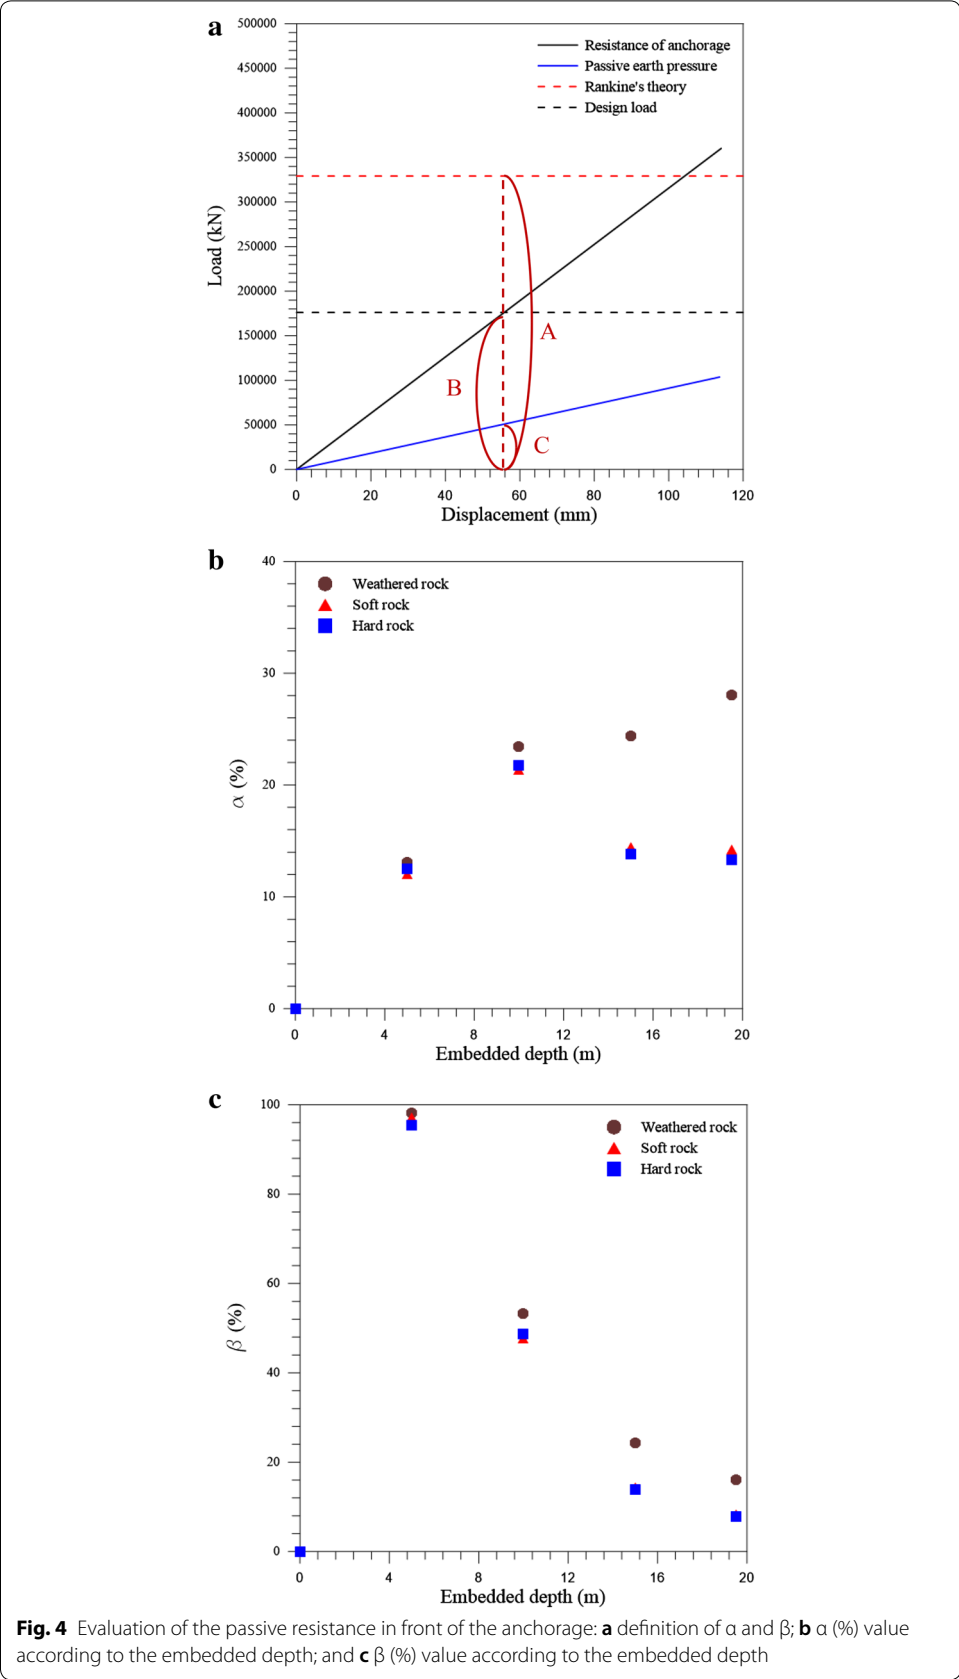 a
500000
450000
400000
350000
300000
250000
200000
150000
100000
50000
0
Load (kN)
Resistance of anchorage
Passive earth pressure
Rankine's theory
Design load
A
B
C
0 20 40 60 80 100 120
Displacement (mm)
b
40
30
20
10
0
α (%)
Weathered rock
Soft rock
Hard rock
0 4 8 12 16 20
Embedded depth (m)
c
100
80
60
40
20
0
β (%)
Weathered rock
Soft rock
Hard rock
0 4 8 12 16 20
Embedded depth (m)
Fig. 4 Evaluation of the passive resistance in front of the anchorage: a definition of α and β; b α (%) value
according to the embedded depth; and c β (%) value according to the embedded depth